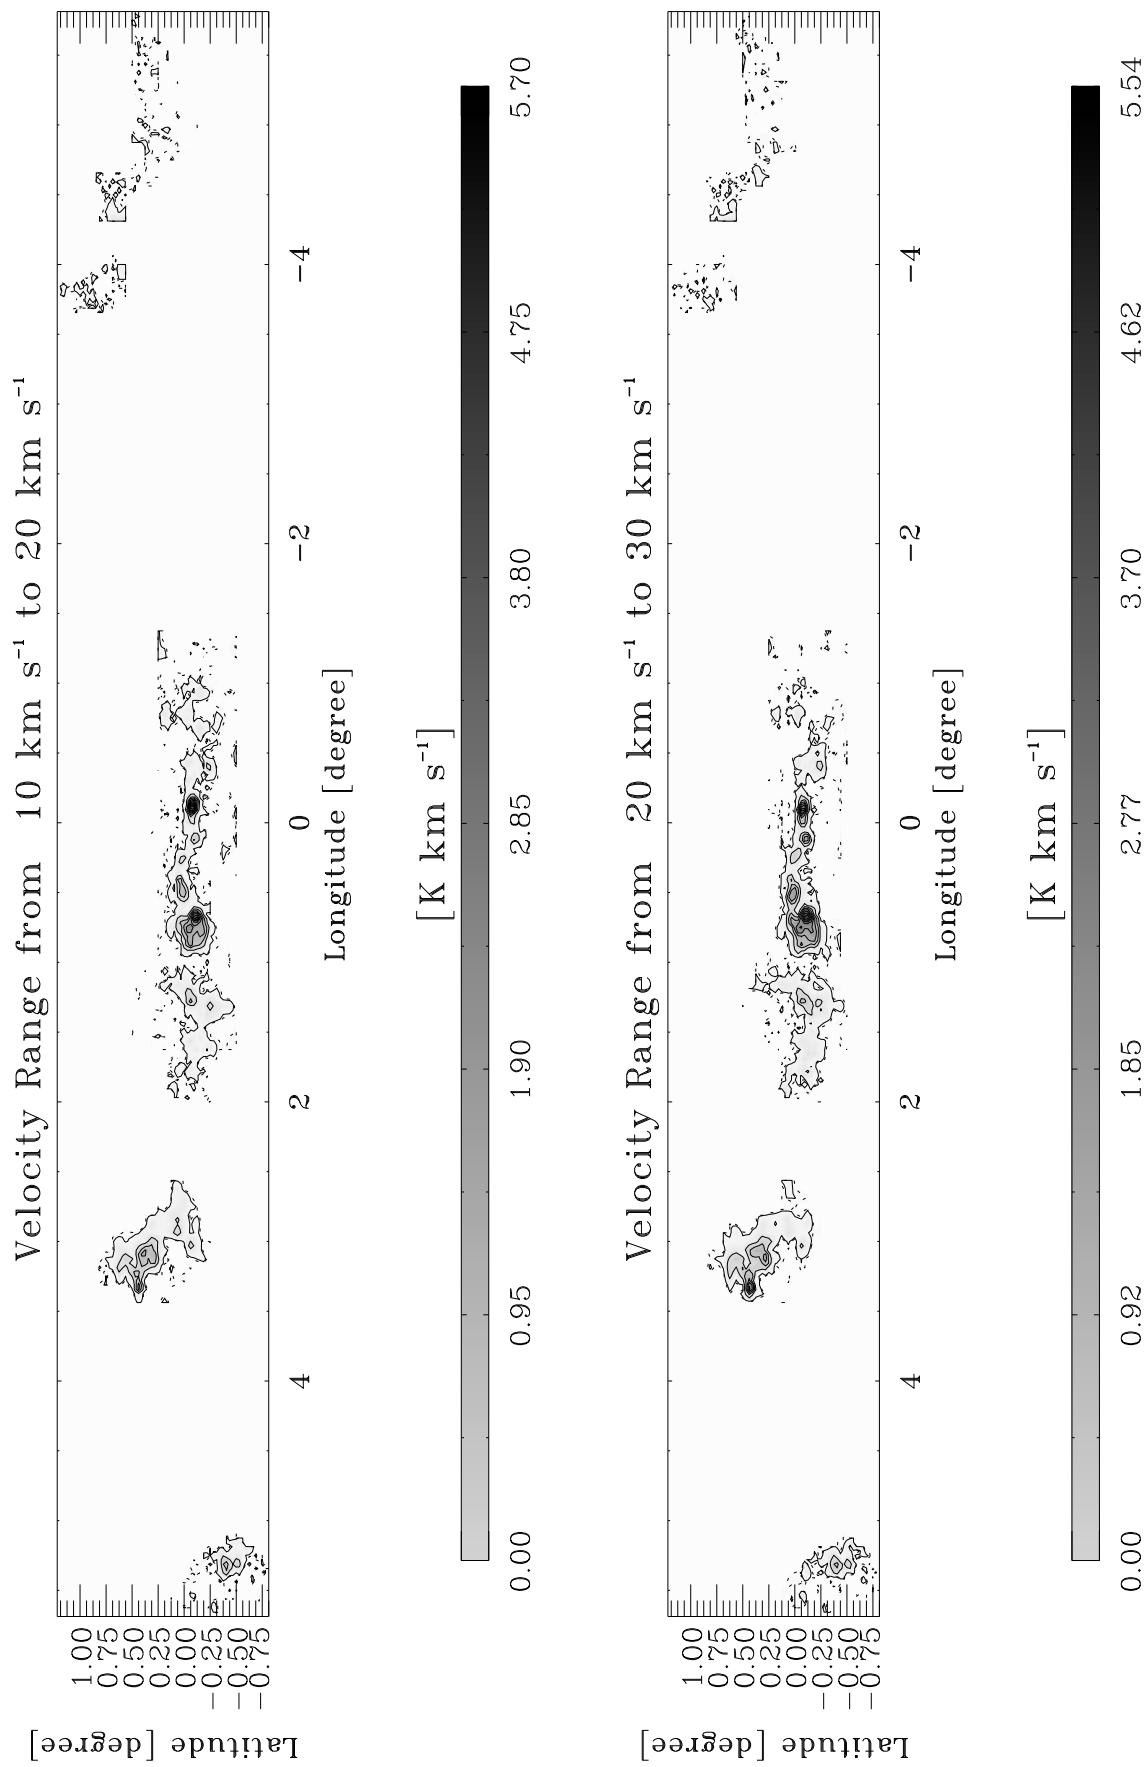 Velocity Range from 10 km s⁻¹ to 20 km s⁻¹
Latitude [degree]
1.00
0.75
0.50
0.25
0.00
−0.25
−0.50
−0.75
4 2 0 −2 −4
Longitude [degree]
[K km s⁻¹]
0.00 0.95 1.90 2.85 3.80 4.75 5.70
Velocity Range from 20 km s⁻¹ to 30 km s⁻¹
Latitude [degree]
1.00
0.75
0.50
0.25
0.00
−0.25
−0.50
−0.75
4 2 0 −2 −4
Longitude [degree]
[K km s⁻¹]
0.00 0.92 1.85 2.77 3.70 4.62 5.54